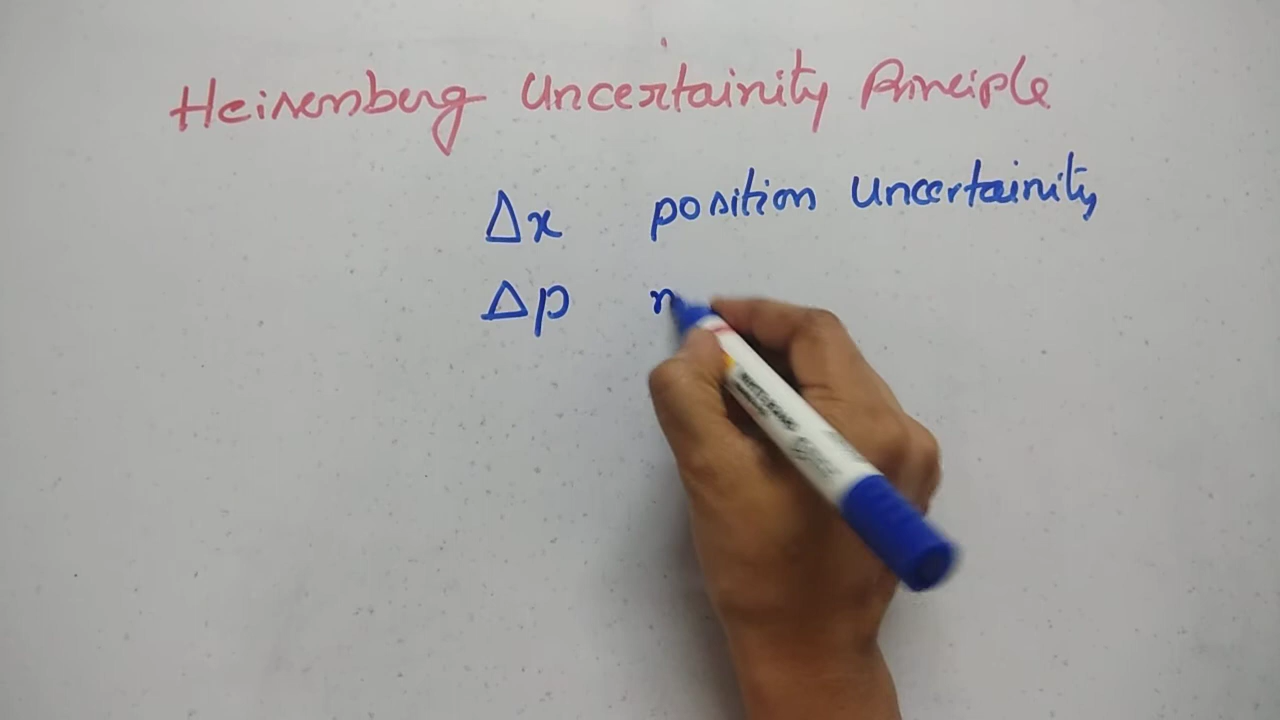 Heisenberg Uncertainity Principle
Δx position Uncertainity
Δp